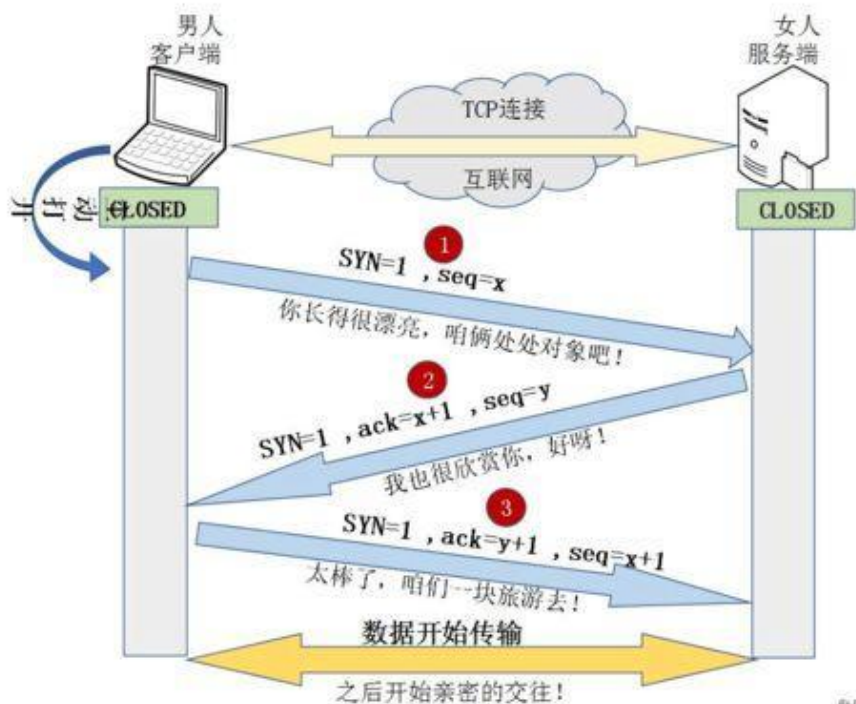 男人
客户端
女人
服务端
TCP连接
互联网
动
打
开
CLOSED
CLOSED
1
SYN=1 ,seq=x
你长得很漂亮，咱俩处处对象吧！
2
SYN=1 ,ack=x+1 ,seq=y
我也很欣赏你，好呀！
3
SYN=1 ,ack=y+1 ,seq=x+1
太棒了，咱们一块旅游去！
数据开始传输
之后开始亲密的交往！